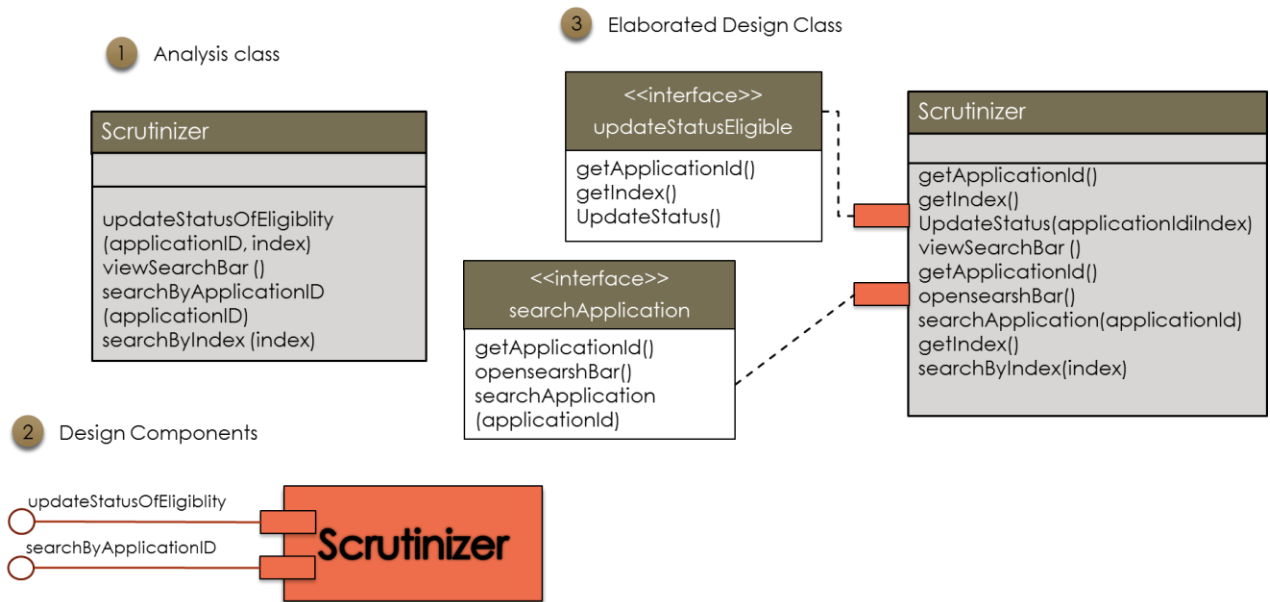 1 Analysis class
Scrutinizer
updateStatusOfEligiblity
(applicationID, index)
viewSearchBar ()
searchByApplicationID
(applicationID)
searchByIndex (index)
2 Design Components
updateStatusOfEligiblity
searchByApplicationID
Scrutinizer
3 Elaborated Design Class
<<interface>>
updateStatusEligible
getApplicationId()
getIndex()
UpdateStatus()
<<interface>>
searchApplication
getApplicationId()
opensearshBar()
searchApplication
(applicationId)
Scrutinizer
getApplicationId()
getIndex()
UpdateStatus(applicationIdiIndex)
viewSearchBar ()
getApplicationId()
opensearshBar()
searchApplication(applicationId)
getIndex()
searchByIndex(index)